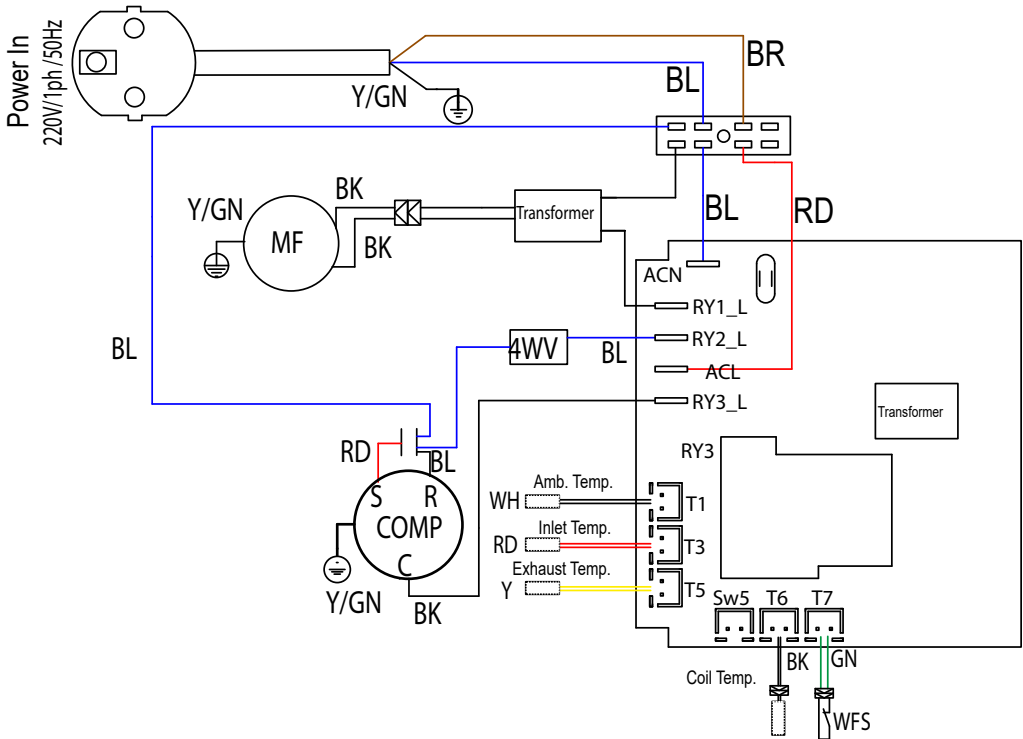 Power In
220V/1ph /50Hz
BR
BL
Y/GN
BK
Y/GN
Transformer
BL
RD
MF
BK
ACN
RY1_L
4WV
BL
RY2_L
BL
ACL
RY3_L
Transformer
RD
BL
RY3
S
R
Amb. Temp.
WH
T1
COMP
Inlet Temp.
RD
T3
C
Exhaust Temp.
Y
T5
Y/GN
BK
Sw5
T6
T7
BK
GN
Coil Temp.
WFS